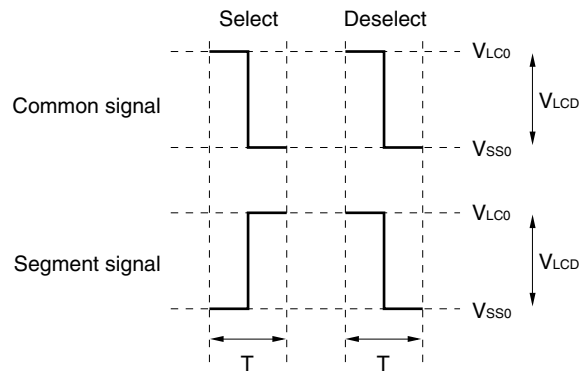 Select Deselect
VLC0
Common signal
VLCD
VSS0
VLC0
Segment signal
VLCD
VSS0
T T